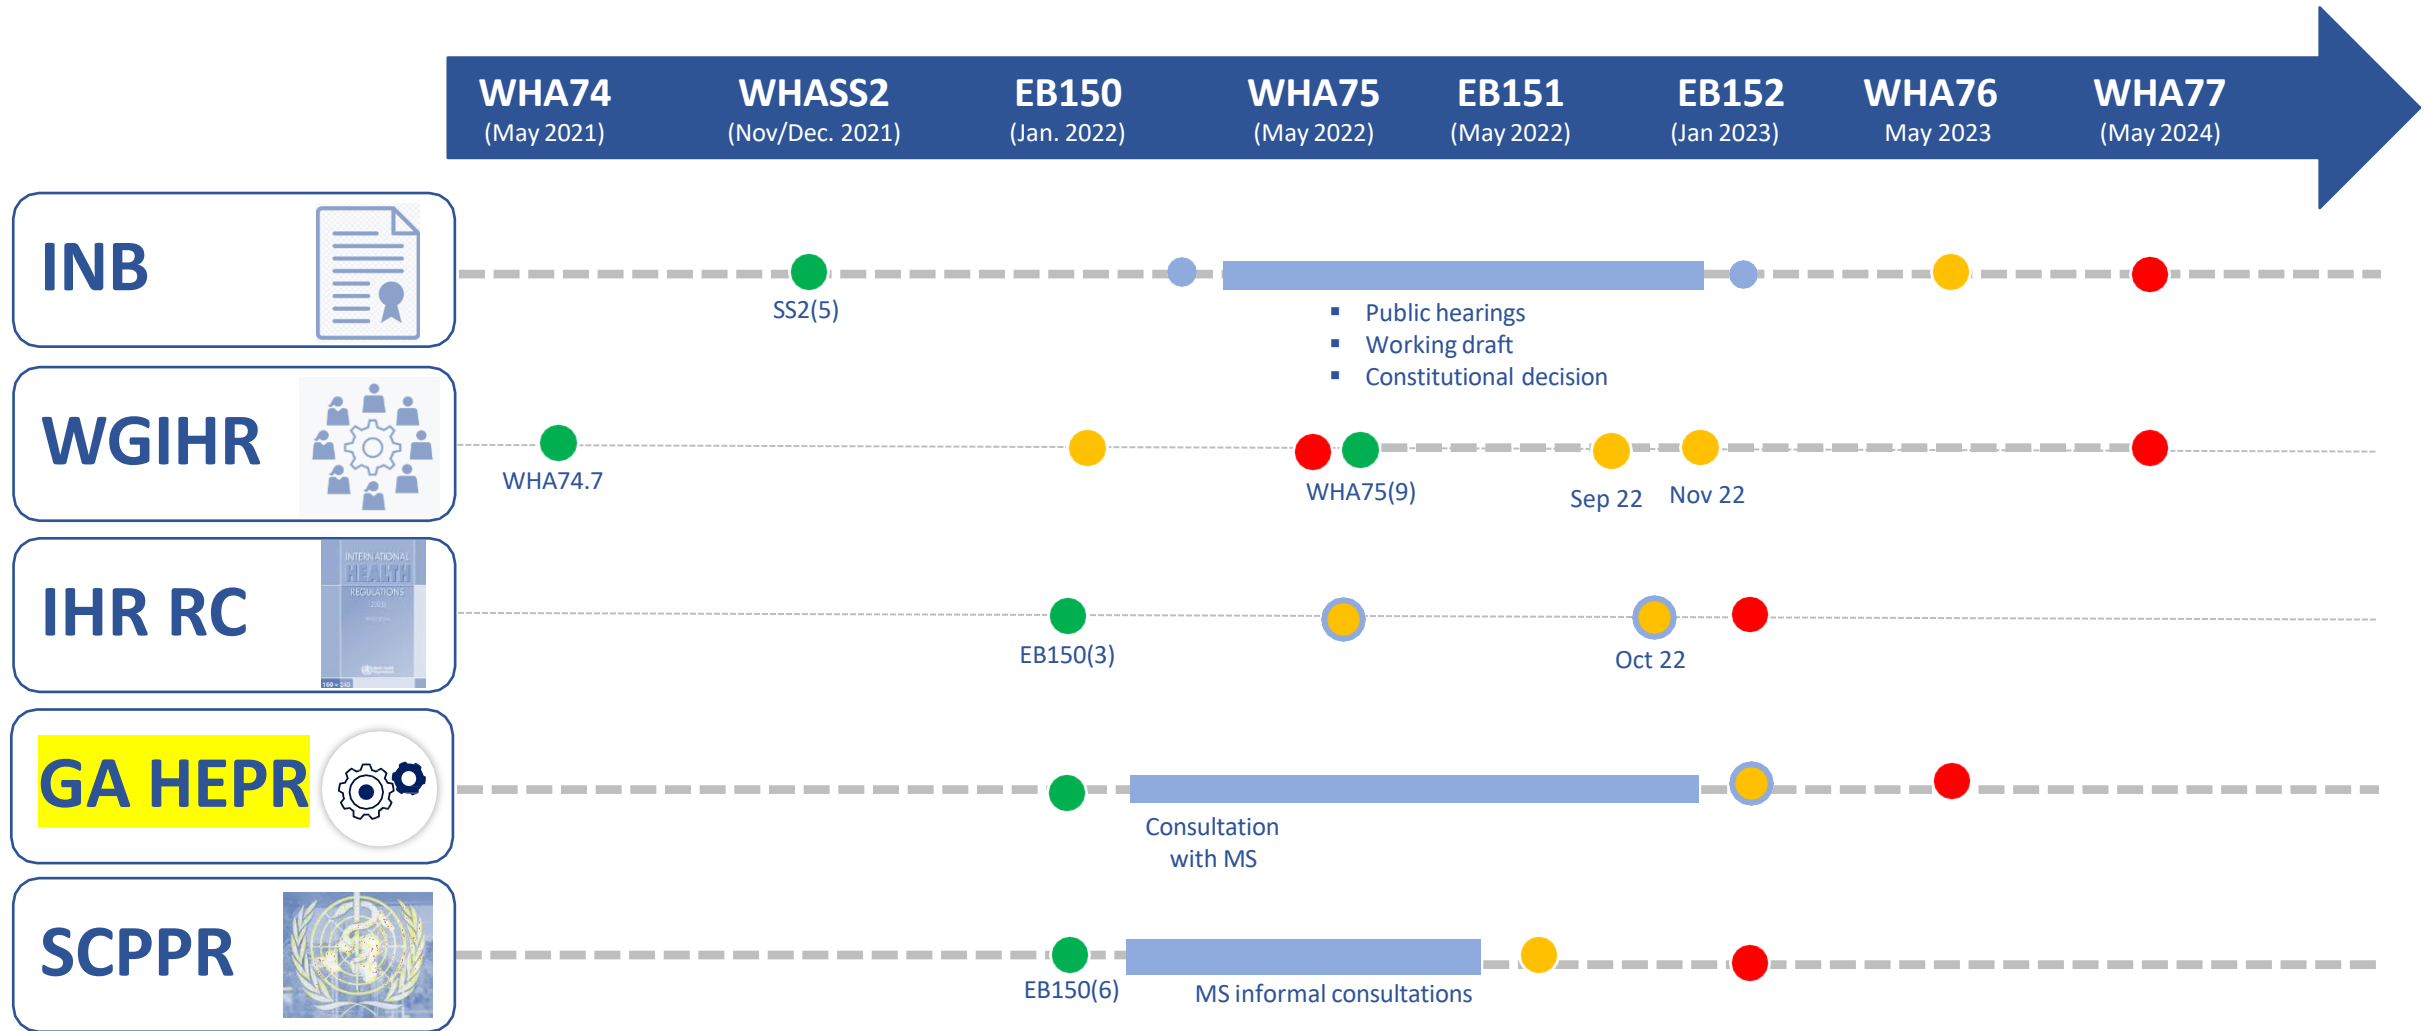 WHA74
(May 2021)
WHASS2
(Nov/Dec. 2021)
EB150
(Jan. 2022)
WHA75
(May 2022)
EB151
(May 2022)
EB152
(Jan 2023)
WHA76
May 2023
WHA77
(May 2024)
INB
SS2(5)
▪ Public hearings
▪ Working draft
▪ Constitutional decision
WGIHR
WHA74.7
WHA75(9)
Sep 22
Nov 22
IHR RC
INTERNATIONAL
HEALTH
REGULATIONS
EB150(3)
Oct 22
GA HEPR
Consultation
with MS
SCPPR
EB150(6)
MS informal consultations